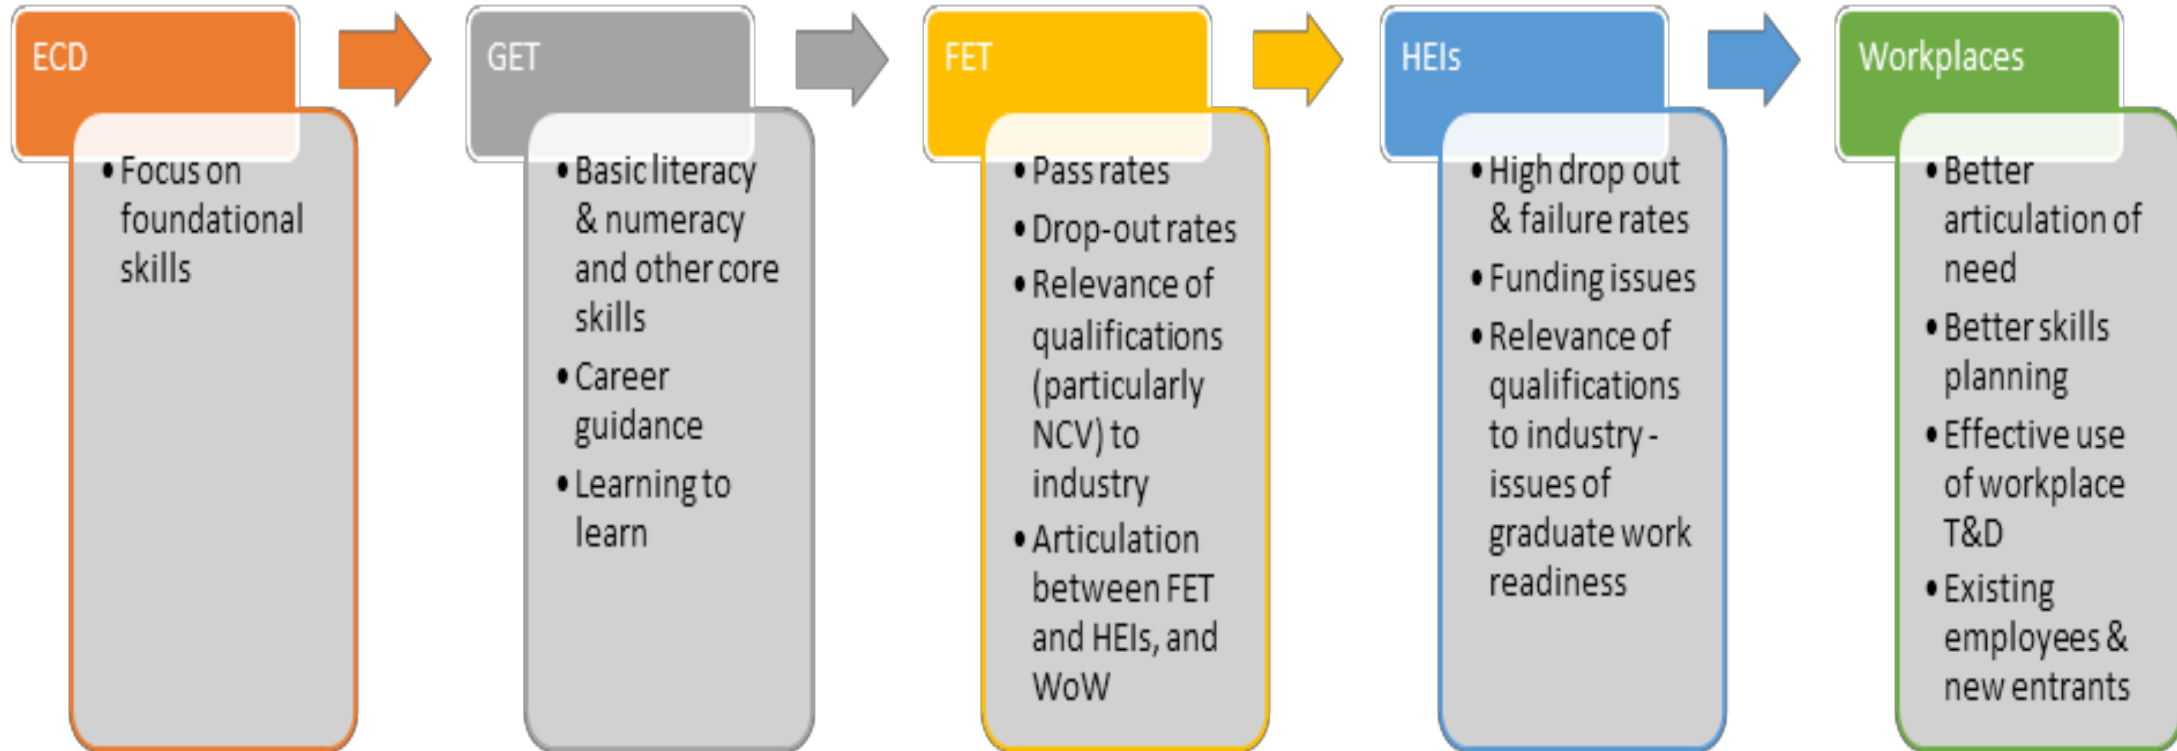 ECD
• Focus on
foundational
skills
GET
• Basic literacy
& numeracy
and other core
skills
• Career
guidance
• Learning to
learn
FET
• Pass rates
• Drop-out rates
• Relevance of
qualifications
(particularly
NCV) to
industry
• Articulation
between FET
and HEIs, and
WoW
HEIs
• High drop out
& failure rates
• Funding issues
• Relevance of
qualifications
to industry -
issues of
graduate work
readiness
Workplaces
• Better
articulation of
need
• Better skills
planning
• Effective use
of workplace
T&D
• Existing
employees &
new entrants